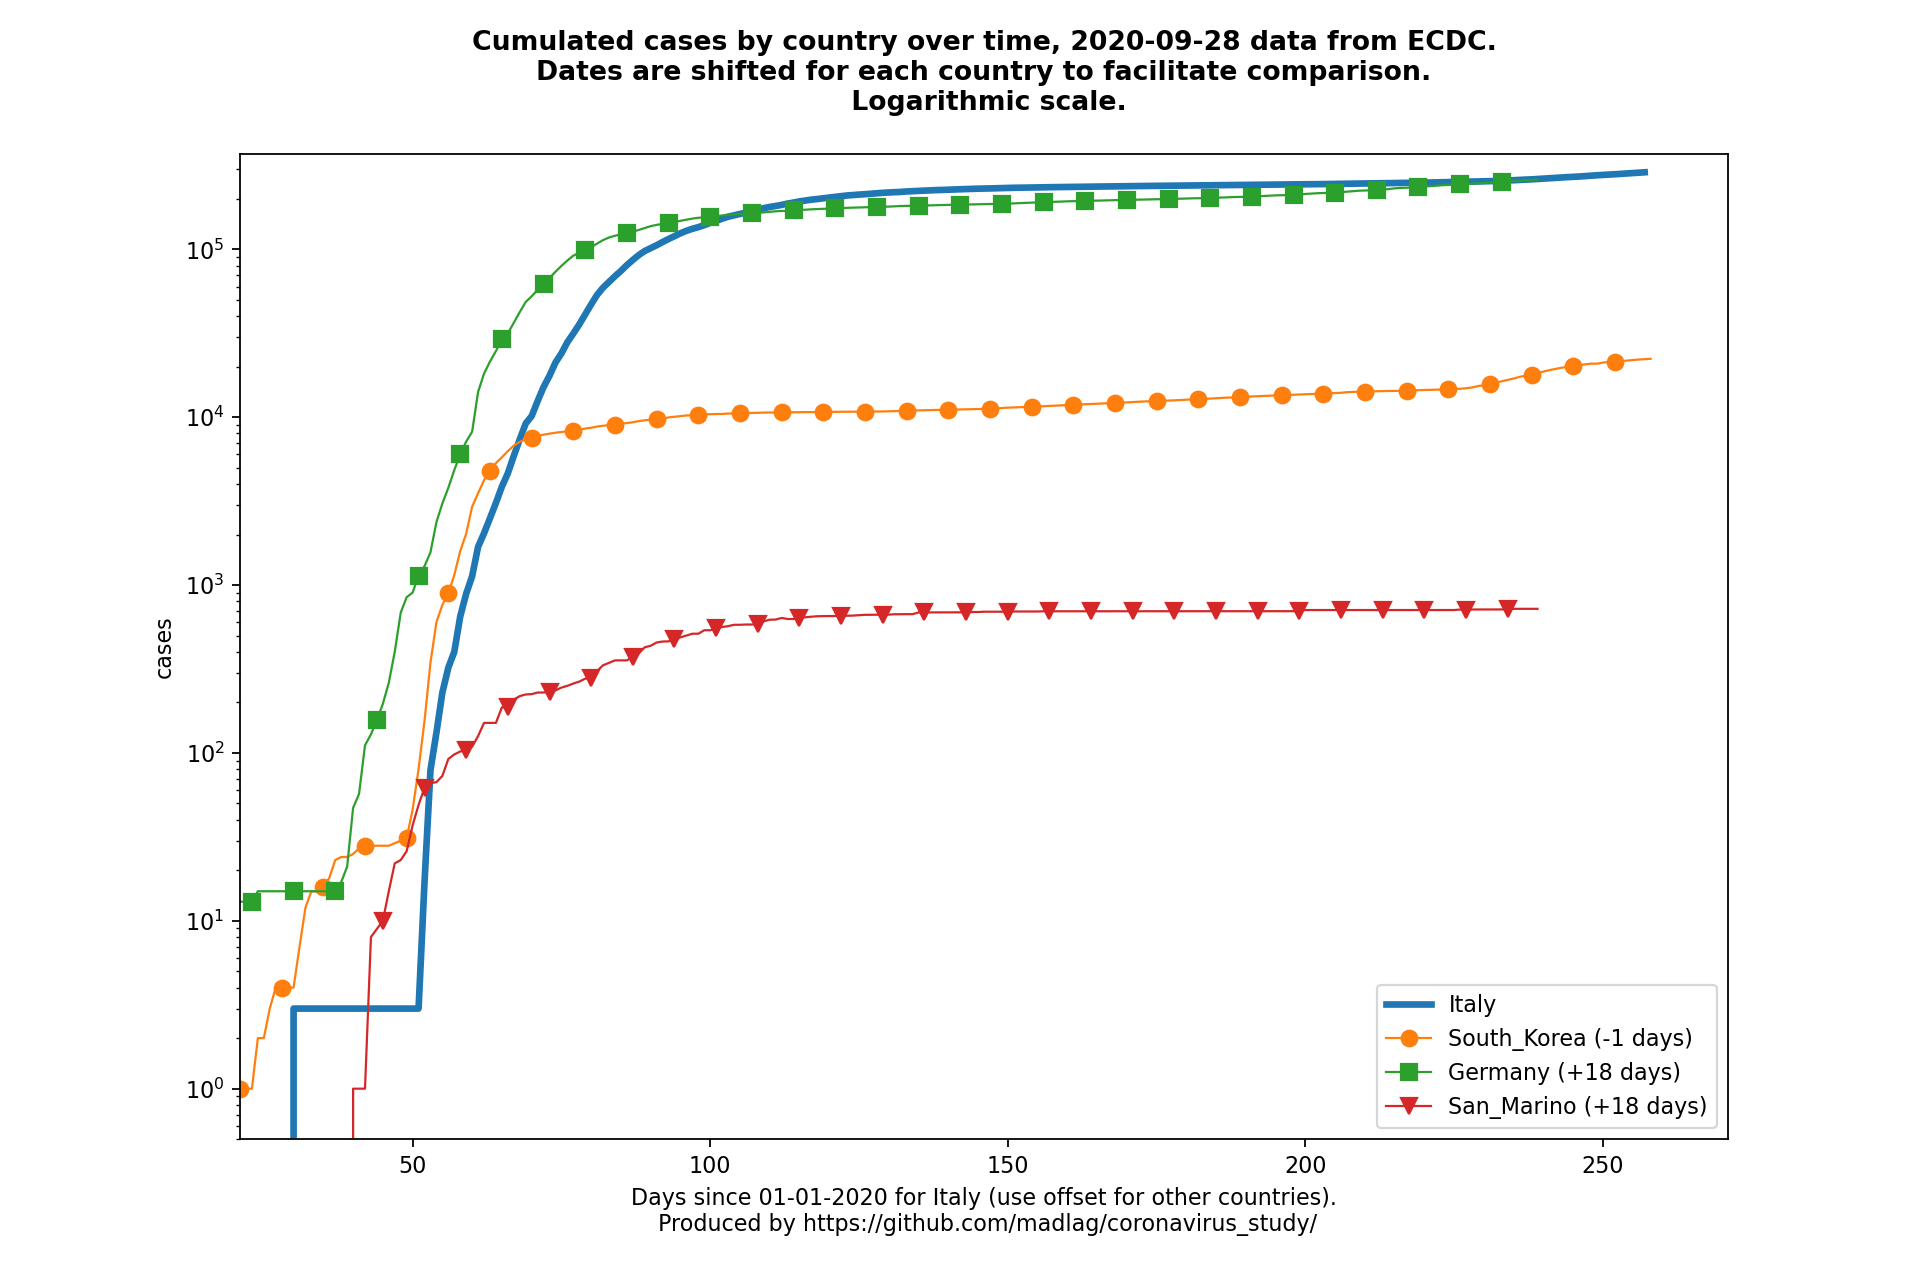 Cumulated cases by country over time, 2020-09-28 data from ECDC.
Dates are shifted for each country to facilitate comparison.
Logarithmic scale.
10^5
10^4
10^3
10^2
10^1
10^0
cases
50
100
150
200
250
Italy
South_Korea (-1 days)
Germany (+18 days)
San_Marino (+18 days)
Days since 01-01-2020 for Italy (use offset for other countries).
Produced by https://github.com/madlag/coronavirus_study/